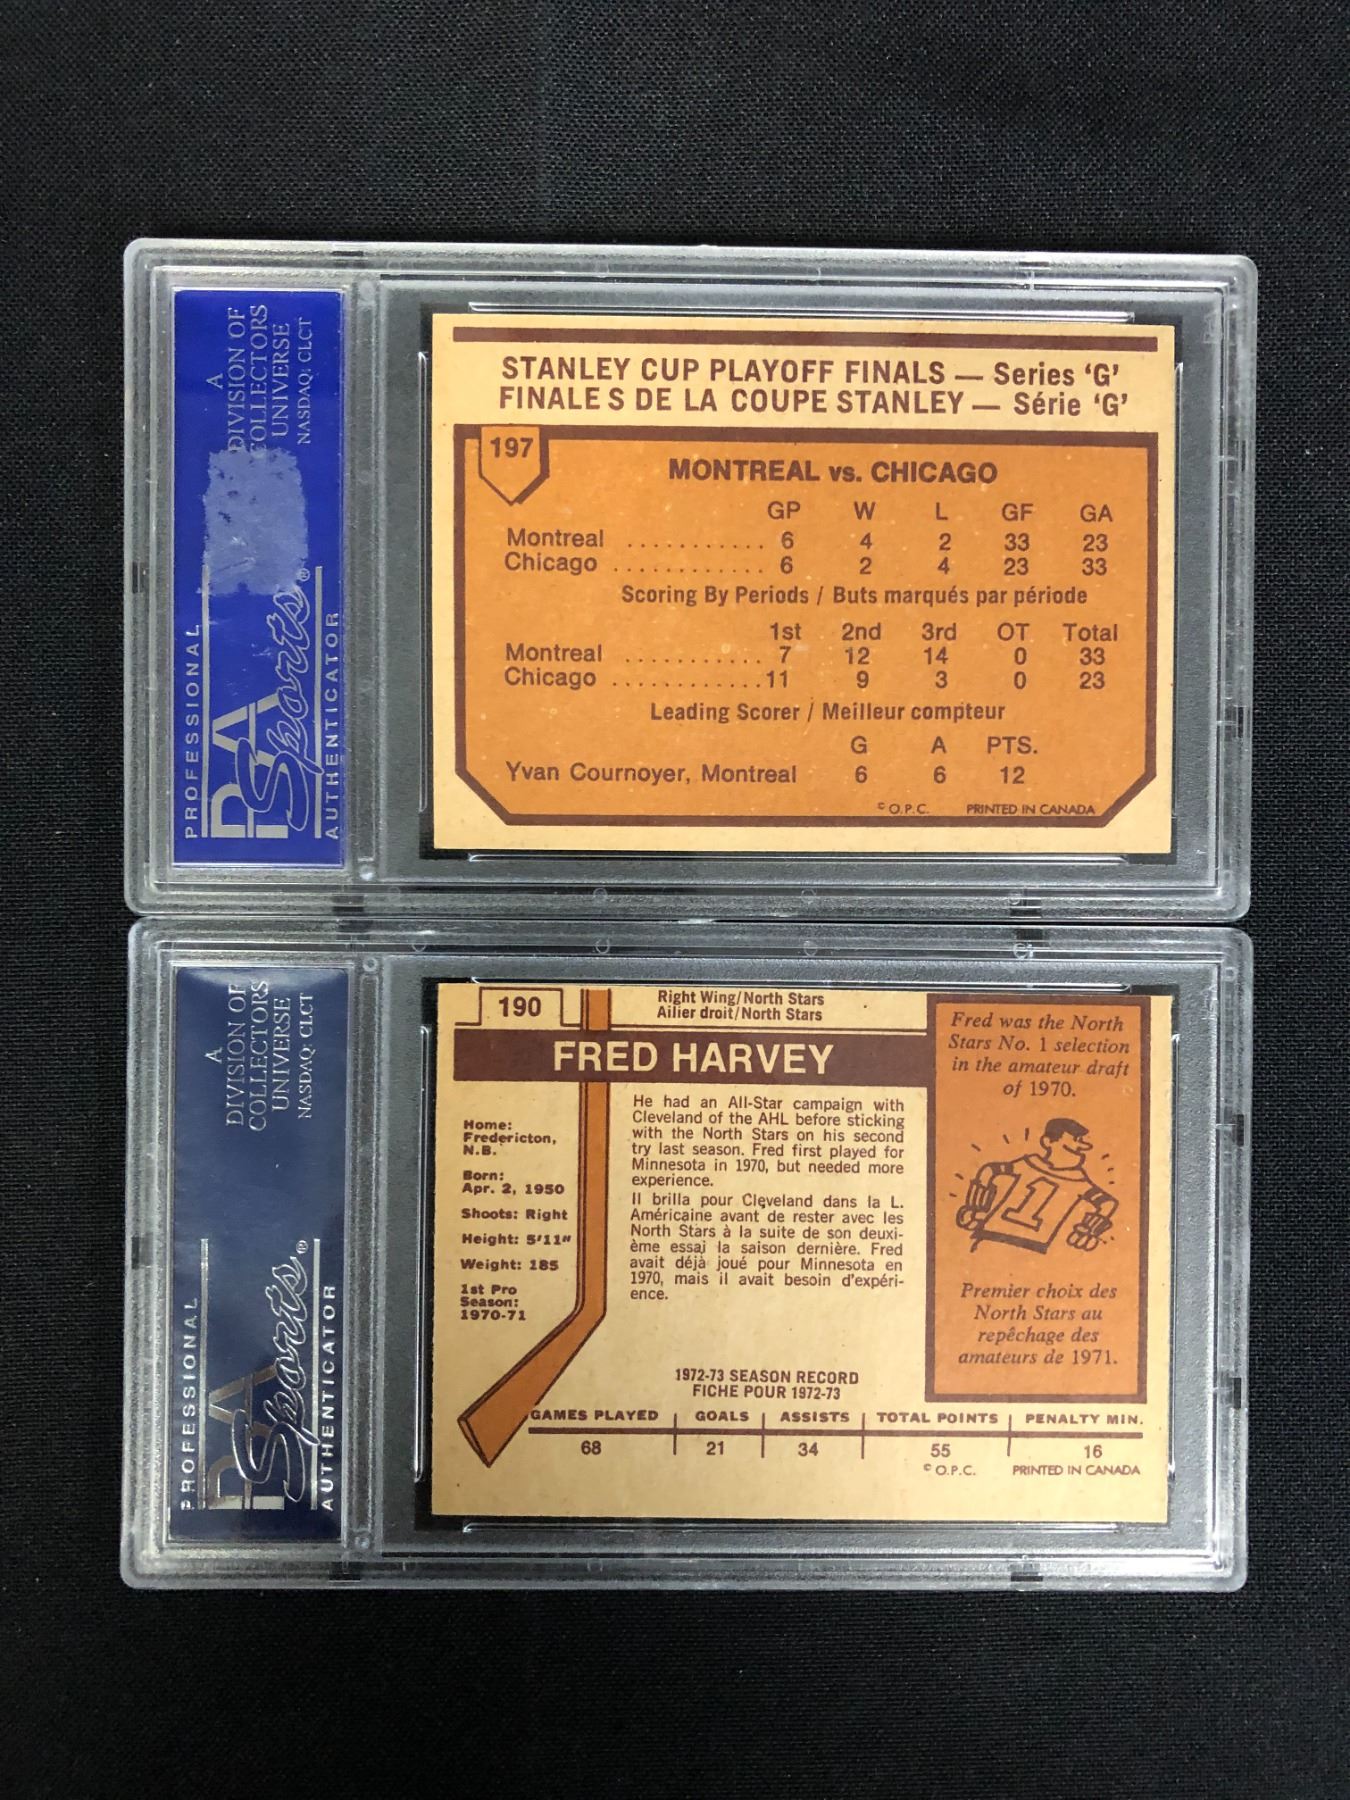 A
DIVISION OF
COLLECTORS
UNIVERSE
NASDAQ: CLCT
PROFESSIONAL
PSA
Sports®
AUTHENTICATOR
STANLEY CUP PLAYOFF FINALS — Series ‘G’
FINALES DE LA COUPE STANLEY — Série ‘G’
197
MONTREAL vs. CHICAGO
GP W L GF GA
Montreal ........... 6 4 2 33 23
Chicago ............ 6 2 4 23 33
Scoring By Periods / Buts marqués par période
1st 2nd 3rd OT Total
Montreal ........... 7 12 14 0 33
Chicago ............ 11 9 3 0 23
Leading Scorer / Meilleur compteur
G A PTS.
Yvan Cournoyer, Montreal 6 6 12
© O.P.C. PRINTED IN CANADA
A
DIVISION OF
COLLECTORS
UNIVERSE
NASDAQ: CLCT
PROFESSIONAL
PSA
Sports®
AUTHENTICATOR
190
Right Wing/North Stars
Ailier droit/North Stars
FRED HARVEY
Home:
Fredericton,
N.B.
Born:
Apr. 2, 1950
Shoots: Right
Height: 5'11"
Weight: 185
1st Pro
Season:
1970-71
He had an All-Star campaign with
Cleveland of the AHL before sticking
with the North Stars on his second
try last season. Fred first played for
Minnesota in 1970, but needed more
experience.
Il brilla pour Cleveland dans la L.
Américaine avant de rester avec les
North Stars à la suite de son deuxi-
ème essai la saison dernière. Fred
avait déjà joué pour Minnesota en
1970, mais il avait besoin d'expéri-
ence.
Fred was the North
Stars No. 1 selection
in the amateur draft
of 1970.
1
Premier choix des
North Stars au
repêchage des
amateurs de 1971.
1972-73 SEASON RECORD
FICHE POUR 1972-73
GAMES PLAYED GOALS ASSISTS TOTAL POINTS PENALTY MIN.
68 21 34 55 16
© O.P.C. PRINTED IN CANADA